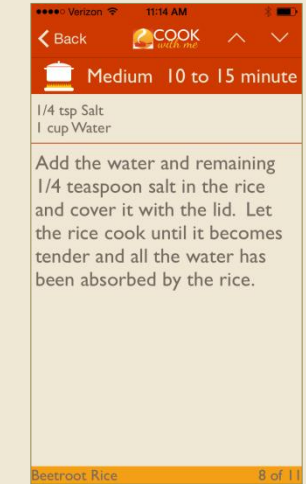 Verizon 11:14 AM
Back COOK
with me
Medium 10 to 15 minute
1/4 tsp Salt
1 cup Water
Add the water and remaining
1/4 teaspoon salt in the rice
and cover it with the lid. Let
the rice cook until it becomes
tender and all the water has
been absorbed by the rice.
Beetroot Rice 8 of 11